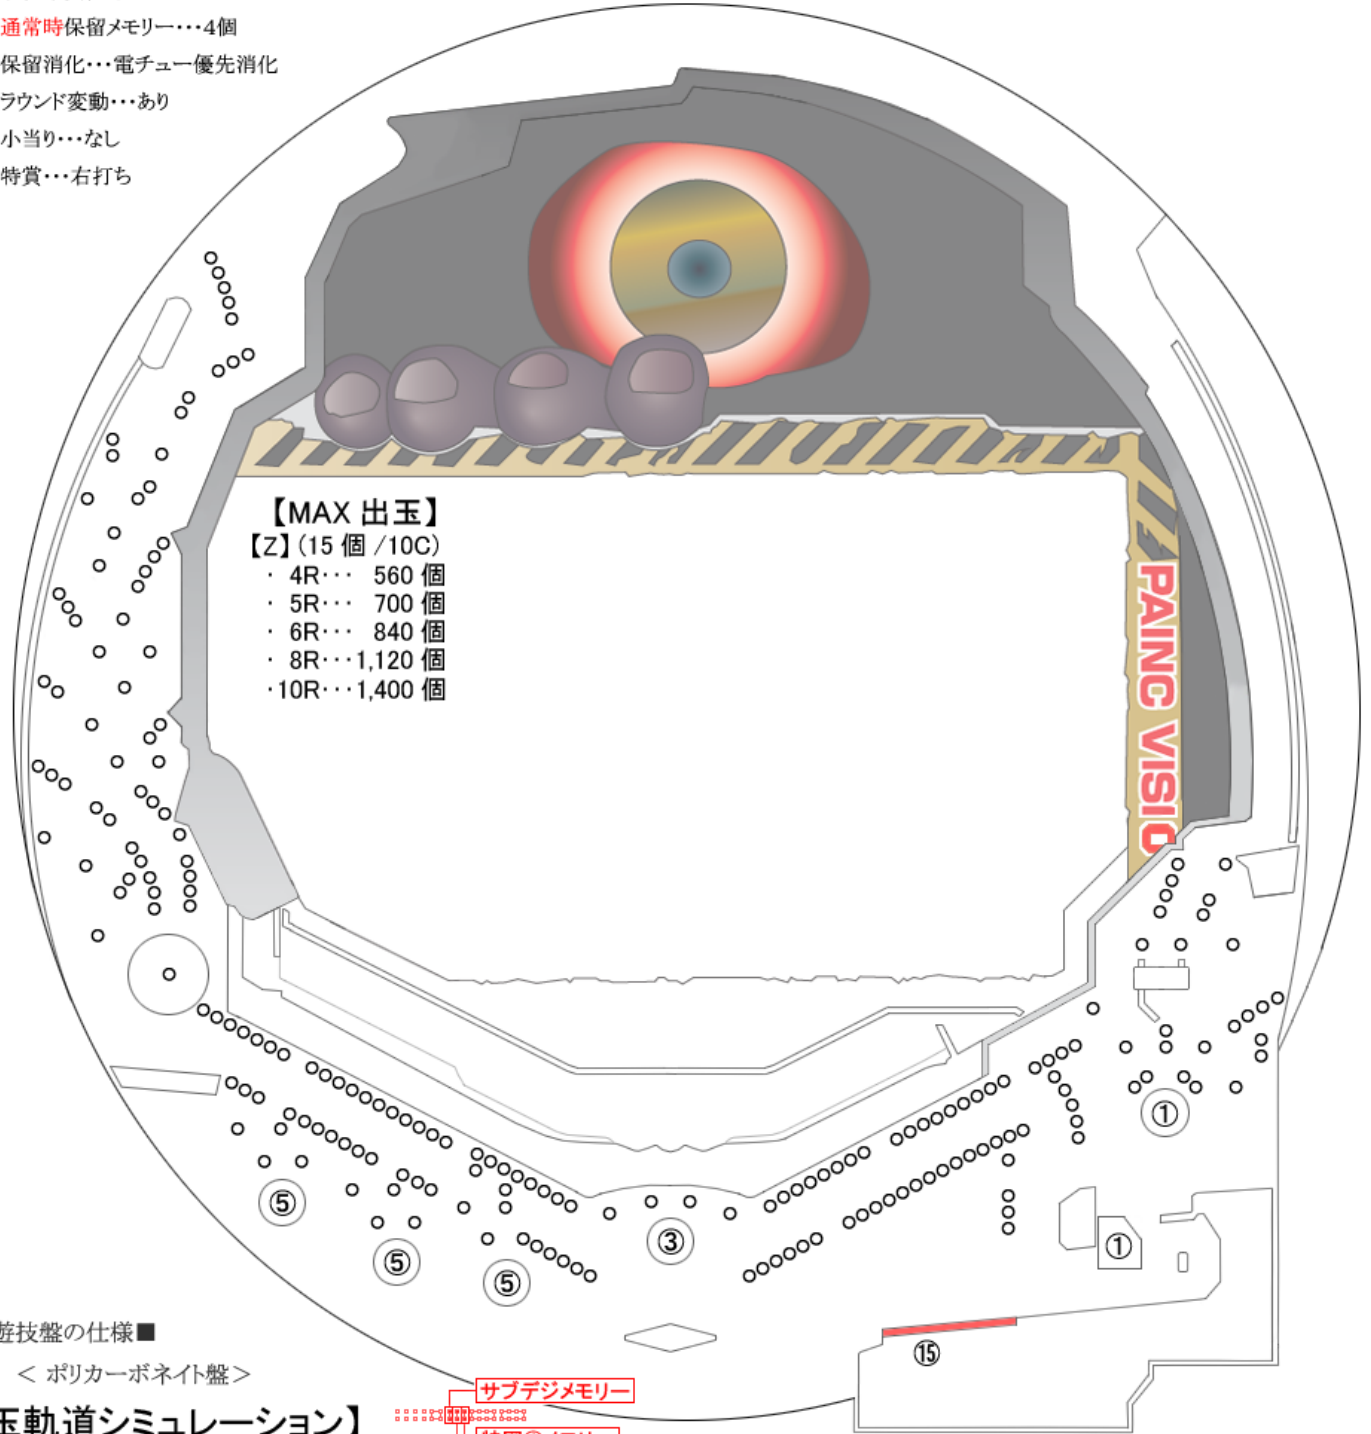 通常時保留メモリー・・・4個
保留消化・・・電チュー優先消化
ラウンド変動・・・あり
小当り・・・なし
特賞・・・右打ち
【MAX 出玉】
【Z】(15 個 /10C)
・ 4R・・・ 560 個
・ 5R・・・ 700 個
・ 6R・・・ 840 個
・ 8R・・・1,120 個
・10R・・・1,400 個
PAINC VISIO
①
⑤
③
①
⑤
⑤
⑮
遊技盤の仕様■
＜ ポリカーボネイト盤＞
サブデジメモリー
玉軌道シミュレーション】